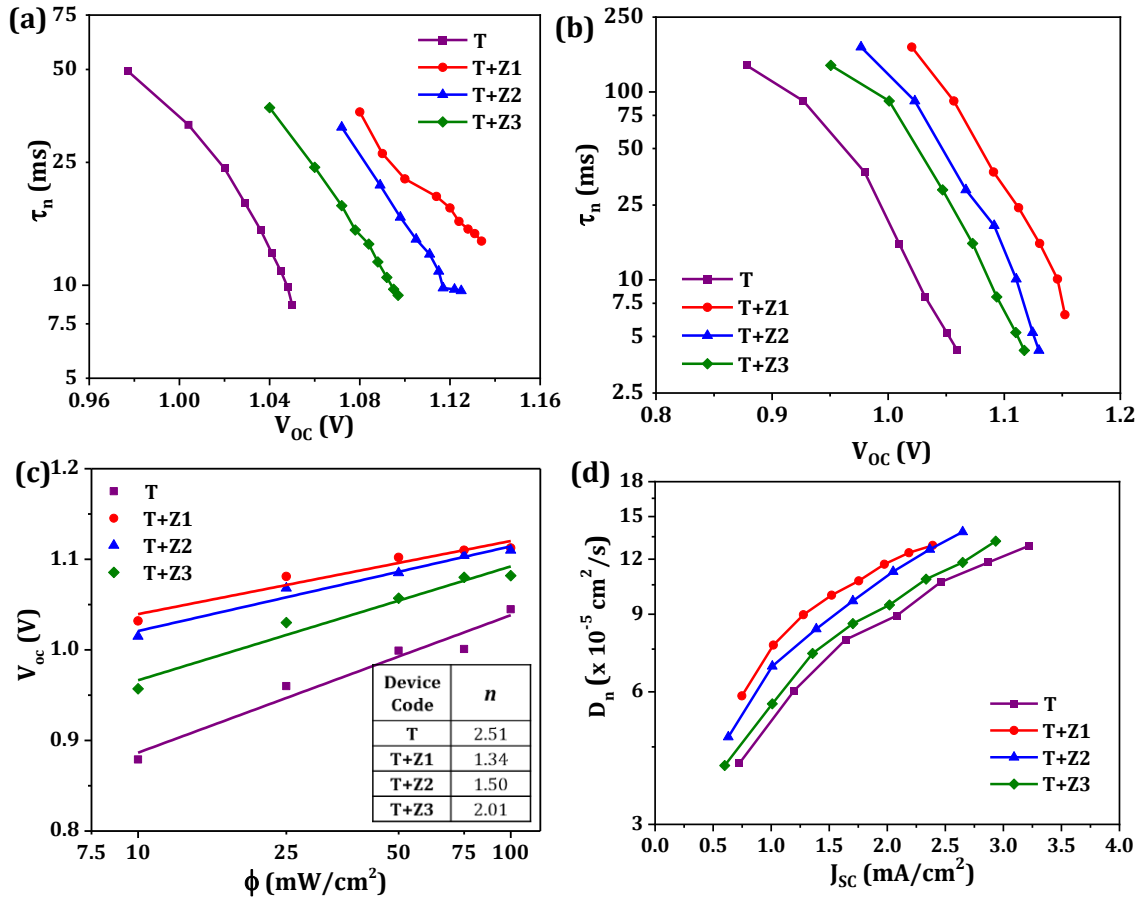 (a)
75
50
25
10
7.5
5
τn (ms)
0.96
1.00
1.04
1.08
1.12
1.16
VOC (V)
T
T+Z1
T+Z2
T+Z3
(b)
250
100
75
50
25
10
7.5
5
2.5
τn (ms)
0.8
0.9
1.0
1.1
1.2
VOC (V)
T
T+Z1
T+Z2
T+Z3
(c)
1.2
1.1
1.0
0.9
0.8
Voc (V)
7.5
10
25
50
75
100
ϕ (mW/cm²)
T
T+Z1
T+Z2
T+Z3
Device Code n
T 2.51
T+Z1 1.34
T+Z2 1.50
T+Z3 2.01
(d)
18
15
12
9
6
3
Dn (x 10⁻⁵ cm²/s)
0.0
0.5
1.0
1.5
2.0
2.5
3.0
3.5
4.0
JSC (mA/cm²)
T
T+Z1
T+Z2
T+Z3